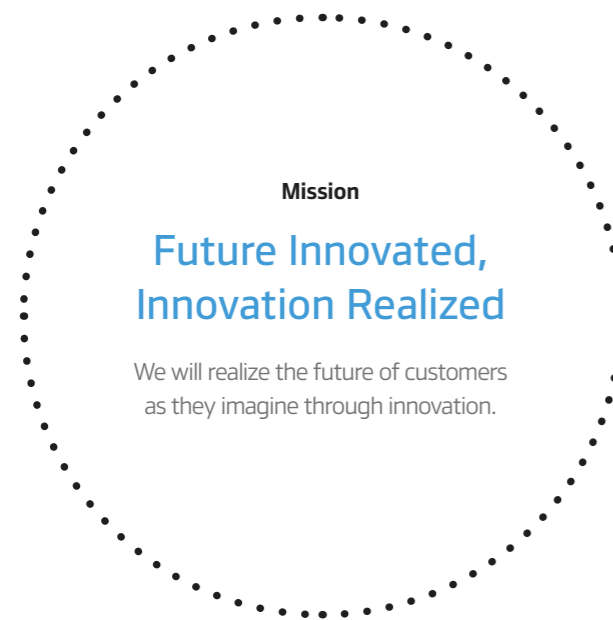 Mission
Future Innovated,
Innovation Realized
We will realize the future of customers
as they imagine through innovation.